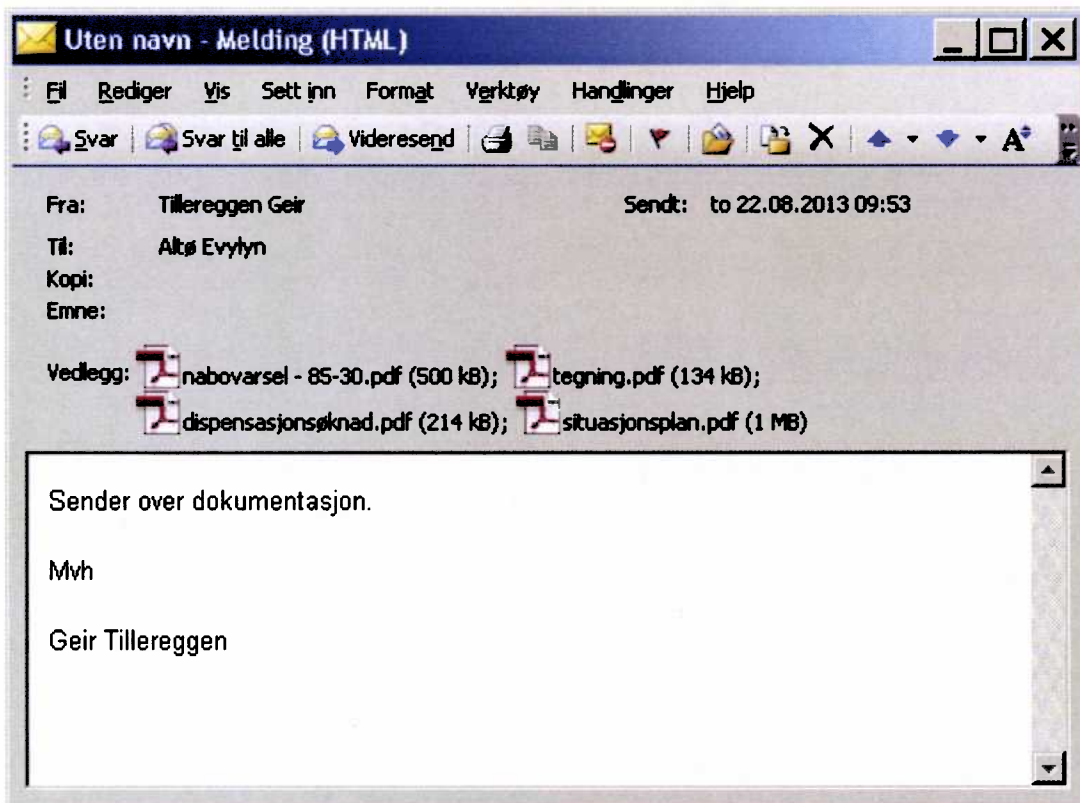 Uten navn - Melding (HTML)
Fil Rediger Vis Sett inn Format Verktøy Handlinger Hjelp
Svar Svar til alle Videresend A
Fra: Tillereggen Geir Sendt: to 22.08.2013 09:53
Til: Altø Evylyn
Kopi:
Emne:
Vedlegg: nabovarsel - 85-30.pdf (500 kB); tegning.pdf (134 kB);
dispensasjonsøknad.pdf (214 kB); situasjonsplan.pdf (1 MB)
Sender over dokumentasjon.
Mvh
Geir Tillereggen